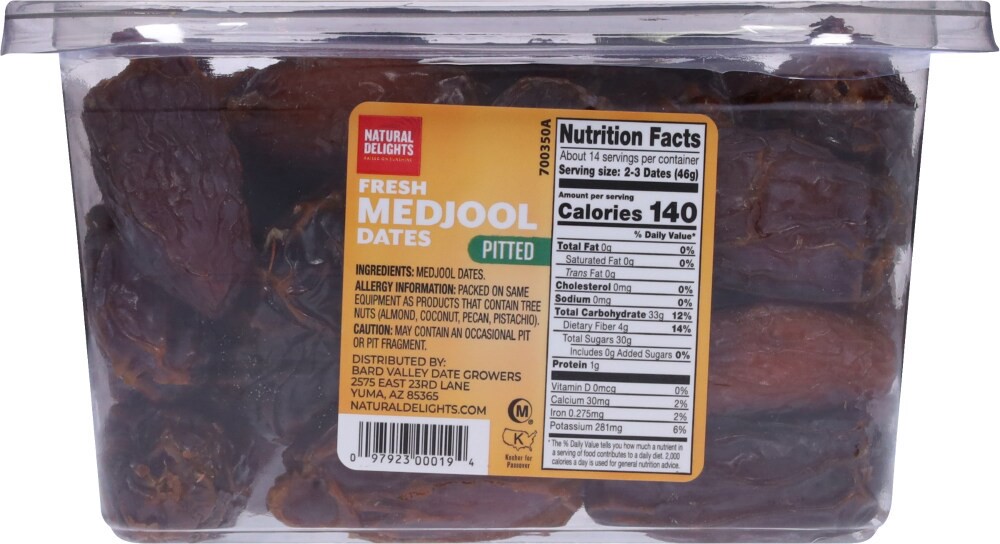 NATURAL
DELIGHTS
FRESH
MEDJOOL
DATES
PITTED
INGREDIENTS: MEDJOOL DATES.
ALLERGY INFORMATION: PACKED ON SAME
EQUIPMENT AS PRODUCTS THAT CONTAIN TREE
NUTS (ALMOND, COCONUT, PECAN, PISTACHIO).
CAUTION: MAY CONTAIN AN OCCASIONAL PIT
OR PIT FRAGMENT.
DISTRIBUTED BY:
BARD VALLEY DATE GROWERS
2575 EAST 23RD LANE
YUMA, AZ 85365
NATURALDELIGHTS.COM
0 97923 00019 4
M
K
Kosher for
Passover
700350A
Nutrition Facts
About 14 servings per container
Serving size: 2-3 Dates (46g)
Amount per serving
Calories 140
% Daily Value*
Total Fat 0g 0%
Saturated Fat 0g 0%
Trans Fat 0g
Cholesterol 0mg 0%
Sodium 0mg 0%
Total Carbohydrate 33g 12%
Dietary Fiber 4g 14%
Total Sugars 30g
Includes 0g Added Sugars 0%
Protein 1g
Vitamin D 0mcg 0%
Calcium 30mg 2%
Iron 0.275mg 2%
Potassium 281mg 6%
*The % Daily Value tells you how much a nutrient in
a serving of food contributes to a daily diet. 2,000
calories a day is used for general nutrition advice.